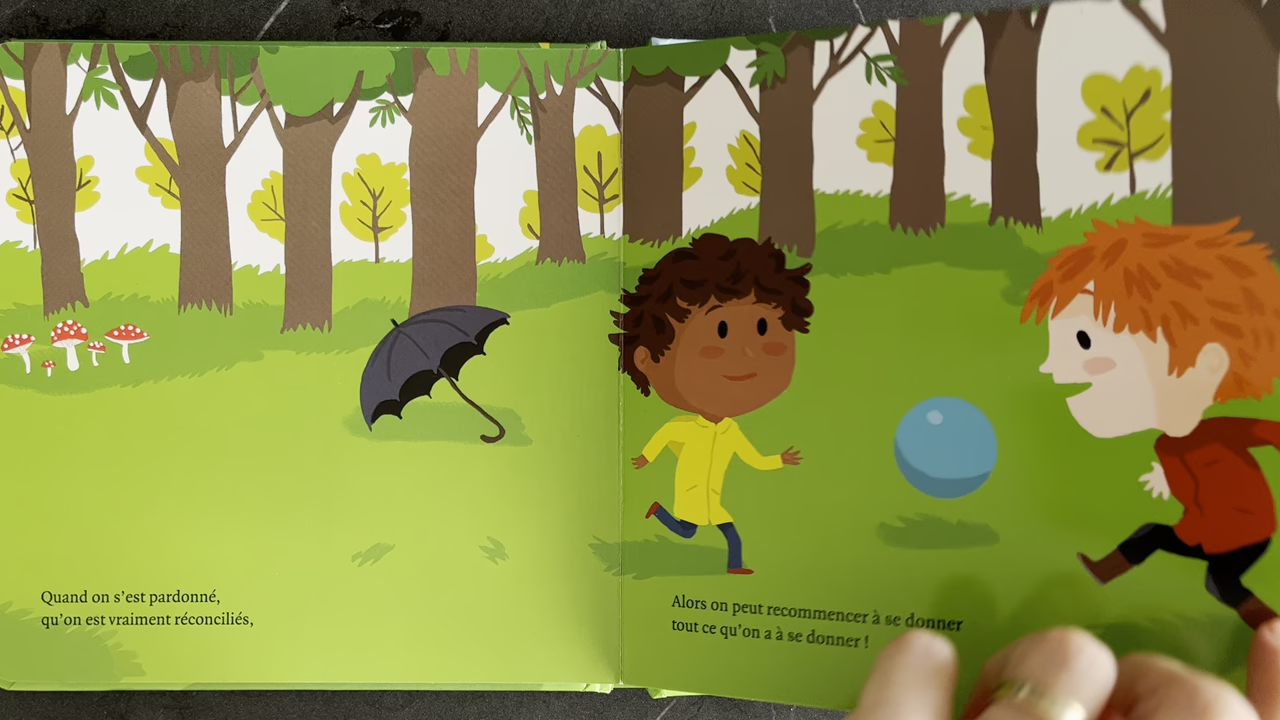 Quand on s’est pardonné,
qu’on est vraiment réconciliés,
Alors on peut recommencer à se donner
tout ce qu’on a à se donner !